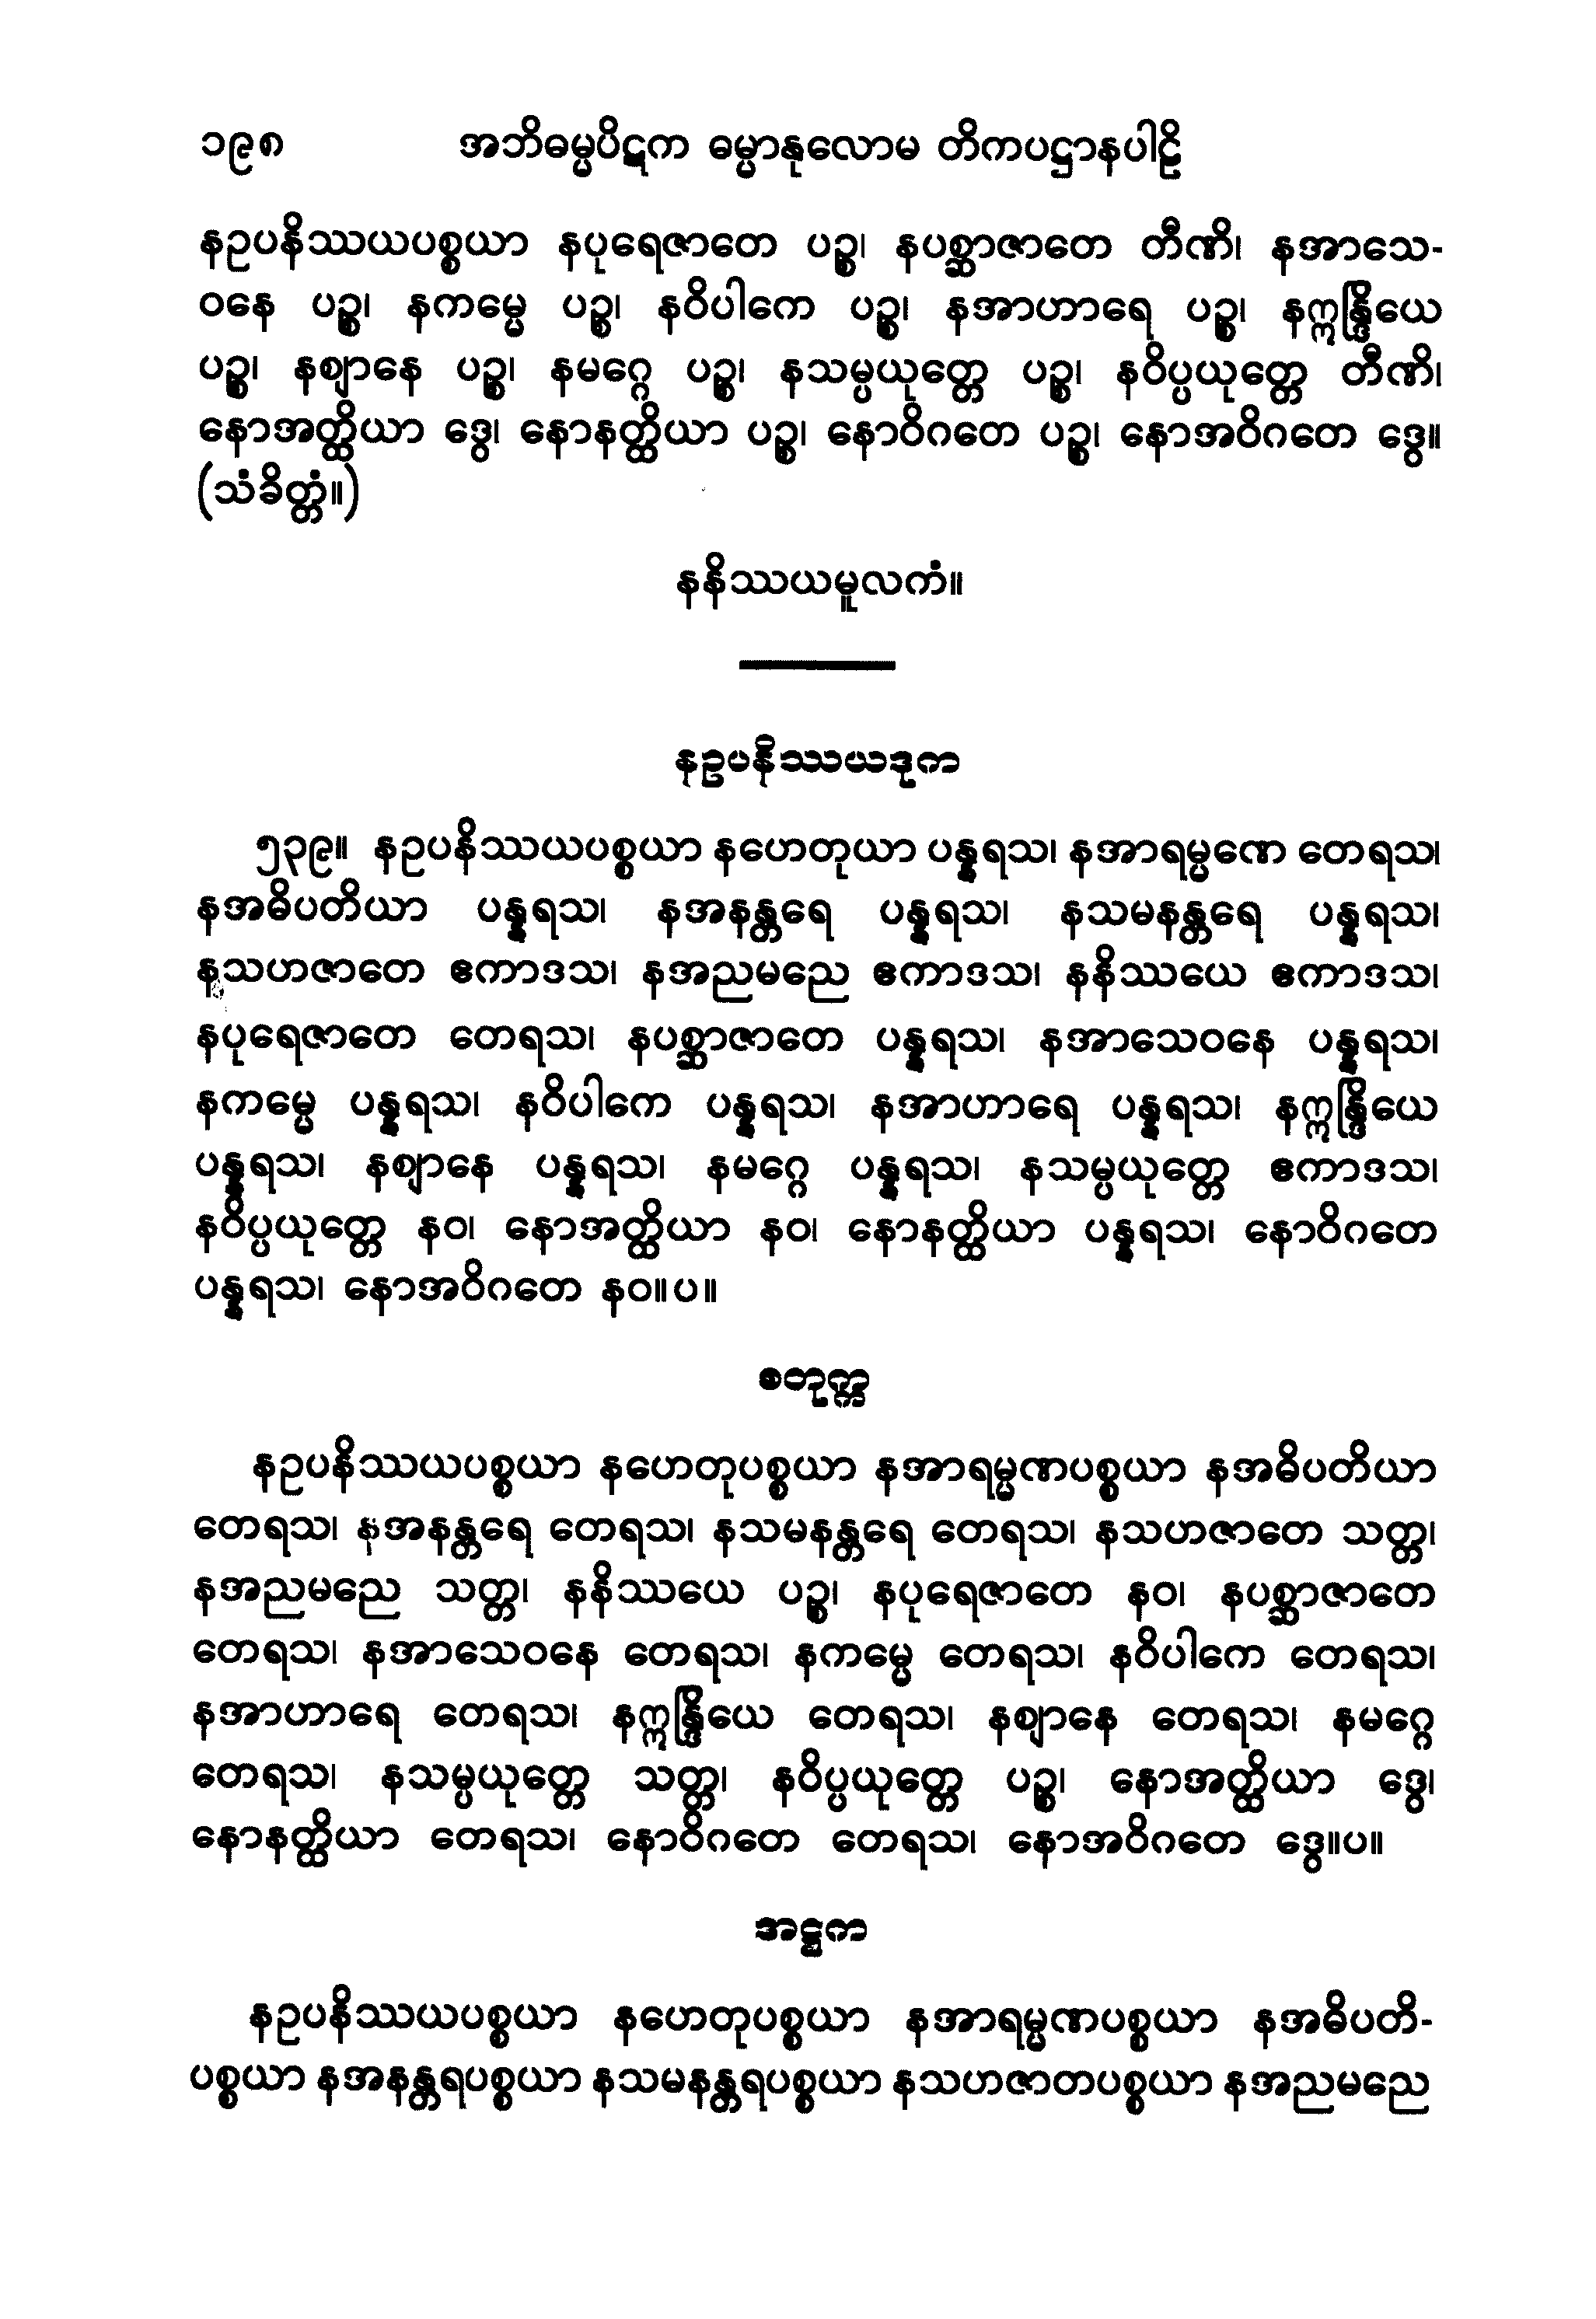 ၁၉၈ အဘိဓမ္မပိဋက ဓမ္မာနုလောမ တိကပဋ္ဌာနပါဠိ
နဥပနိဿယပစ္စယာ နပုရေဇာတေ ပဉ္စ၊ နပစ္ဆာဇာတေ တီဏိ၊ နအာသေ-
ဝနေ ပဉ္စ၊ နကမ္မေ ပဉ္စ၊ နဝိပါကေ ပဉ္စ၊ နအာဟာရေ ပဉ္စ၊ နဣန္ဒြိယေ
ပဉ္စ၊ နဈာနေ ပဉ္စ၊ နမဂ္ဂေ ပဉ္စ၊ နသမ္ပယုတ္တေ ပဉ္စ၊ နဝိပ္ပယုတ္တေ တီဏိ၊
နောအတ္ထိယာ ဒွေ၊ နောနတ္ထိယာ ပဉ္စ၊ နောဝိဂတေ ပဉ္စ၊ နောအဝိဂတေ ဒွေ။
(သံခိတ္တံ။)
နနိဿယမူလကံ။
နဥပနိဿယဒုက
၅၃၉။ နဥပနိဿယပစ္စယာ နဟေတုယာ ပန္နရသ၊ နအာရမ္မဏေ တေရသ၊
နအဓိပတိယာ ပန္နရသ၊ နအနန္တရေ ပန္နရသ၊ နသမနန္တရေ ပန္နရသ၊
နသဟဇာတေ ဧကာဒသ၊ နအညမညေ ဧကာဒသ၊ နနိဿယေ ဧကာဒသ၊
နပုရေဇာတေ တေရသ၊ နပစ္ဆာဇာတေ ပန္နရသ၊ နအာသေဝနေ ပန္နရသ၊
နကမ္မေ ပန္နရသ၊ နဝိပါကေ ပန္နရသ၊ နအာဟာရေ ပန္နရသ၊ နဣန္ဒြိယေ
ပန္နရသ၊ နဈာနေ ပန္နရသ၊ နမဂ္ဂေ ပန္နရသ၊ နသမ္ပယုတ္တေ ဧကာဒသ၊
နဝိပ္ပယုတ္တေ နဝ၊ နောအတ္ထိယာ နဝ၊ နောနတ္ထိယာ ပန္နရသ၊ နောဝိဂတေ
ပန္နရသ၊ နောအဝိဂတေ နဝ။ပ။
စတုက္က
နဥပနိဿယပစ္စယာ နဟေတုပစ္စယာ နအာရမ္မဏပစ္စယာ နအဓိပတိယာ
တေရသ၊ နအနန္တရေ တေရသ၊ နသမနန္တရေ တေရသ၊ နသဟဇာတေ သတ္တ၊
နအညမညေ သတ္တ၊ နနိဿယေ ပဉ္စ၊ နပုရေဇာတေ နဝ၊ နပစ္ဆာဇာတေ
တေရသ၊ နအာသေဝနေ တေရသ၊ နကမ္မေ တေရသ၊ နဝိပါကေ တေရသ၊
နအာဟာရေ တေရသ၊ နဣန္ဒြိယေ တေရသ၊ နဈာနေ တေရသ၊ နမဂ္ဂေ
တေရသ၊ နသမ္ပယုတ္တေ သတ္တ၊ နဝိပ္ပယုတ္တေ ပဉ္စ၊ နောအတ္ထိယာ ဒွေ၊
နောနတ္ထိယာ တေရသ၊ နောဝိဂတေ တေရသ၊ နောအဝိဂတေ ဒွေ။ပ။
အဋ္ဌက
နဥပနိဿယပစ္စယာ နဟေတုပစ္စယာ နအာရမ္မဏပစ္စယာ နအဓိပတိ-
ပစ္စယာ နအနန္တရပစ္စယာ နသမနန္တရပစ္စယာ နသဟဇာတပစ္စယာ နအညမညေ